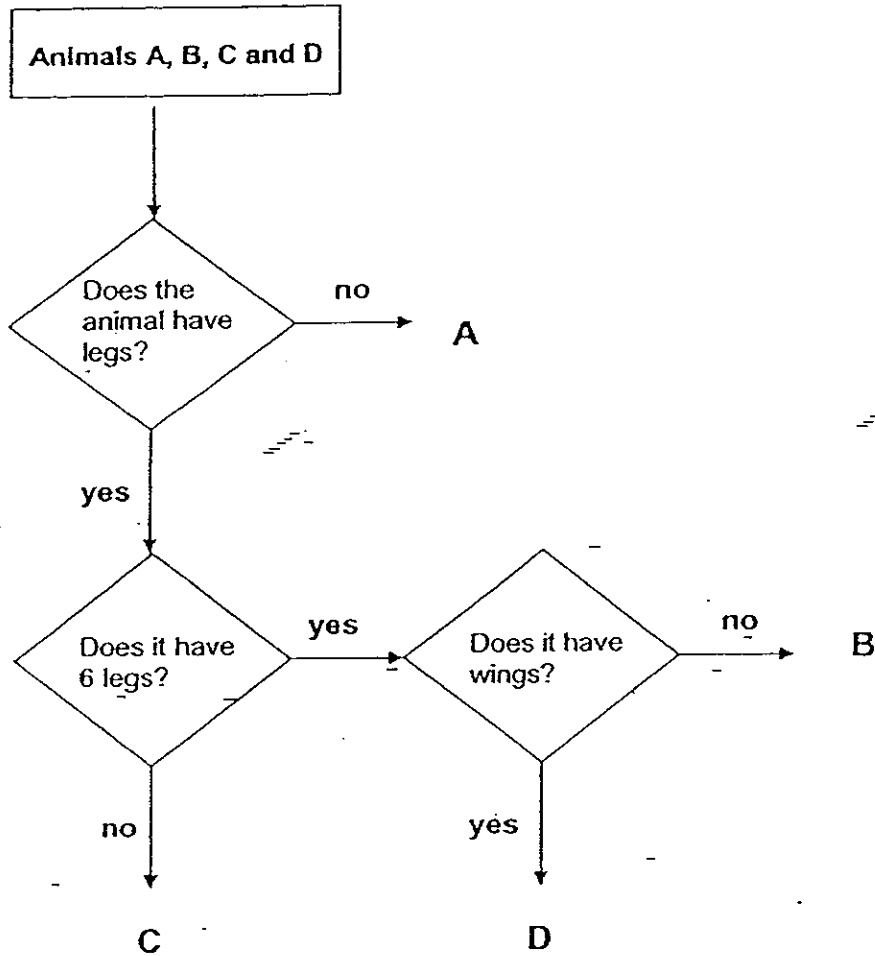 Animals A, B, C and D
Does the
animal have
legs?
no
A
yes
Does it have
6 legs?
yes
Does it have
wings?
no
B
no
yes
C
D